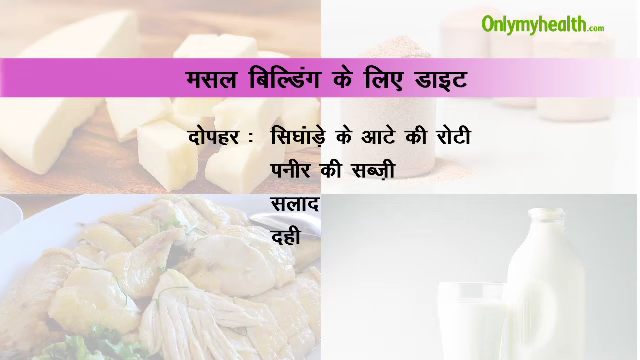 Onlymyhealth.com
मसल बिल्डिंग के लिए डाइट
दोपहर : सिघांड़े के आटे की रोटी
पनीर की सब्ज़ी
सलाद
दही